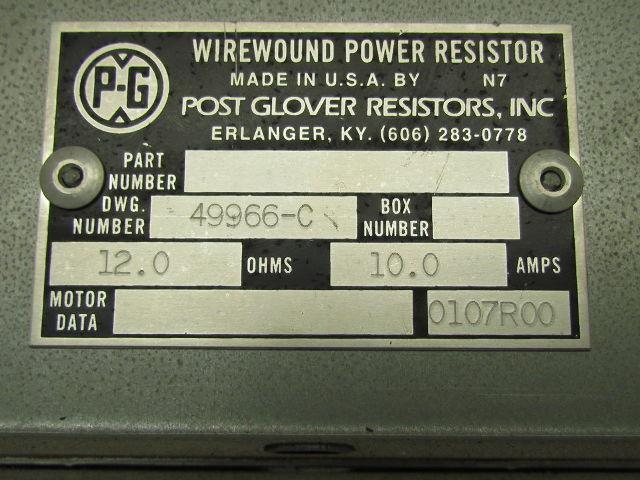 P-G
WIREWOUND POWER RESISTOR
MADE IN U.S.A. BY N7
POST GLOVER RESISTORS, INC
ERLANGER, KY. (606) 283-0778
PART NUMBER
DWG. NUMBER 49966-C BOX NUMBER
12.0 OHMS 10.0 AMPS
MOTOR DATA 0107R00